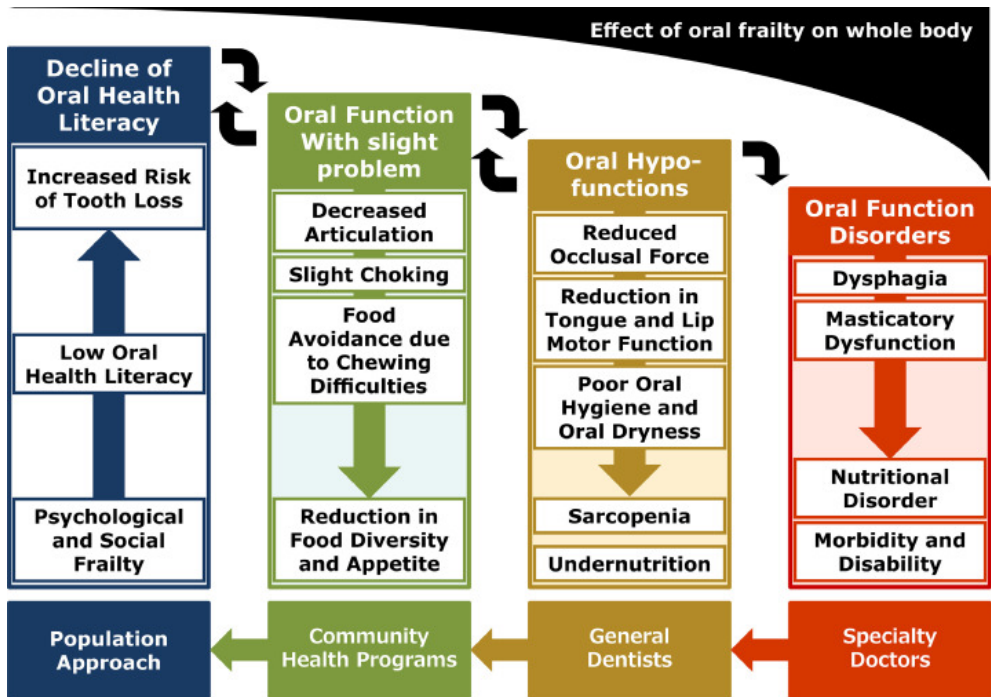 Effect of oral frailty on whole body
Decline of
Oral Health
Literacy
Increased Risk
of Tooth Loss
Low Oral
Health Literacy
Psychological
and Social
Frailty
Population
Approach
Oral Function
With slight
problem
Decreased
Articulation
Slight Choking
Food
Avoidance due
to Chewing
Difficulties
Reduction in
Food Diversity
and Appetite
Community
Health Programs
Oral Hypo-
functions
Reduced
Occlusal Force
Reduction in
Tongue and Lip
Motor Function
Poor Oral
Hygiene and
Oral Dryness
Sarcopenia
Undernutrition
General
Dentists
Oral Function
Disorders
Dysphagia
Masticatory
Dysfunction
Nutritional
Disorder
Morbidity and
Disability
Specialty
Doctors